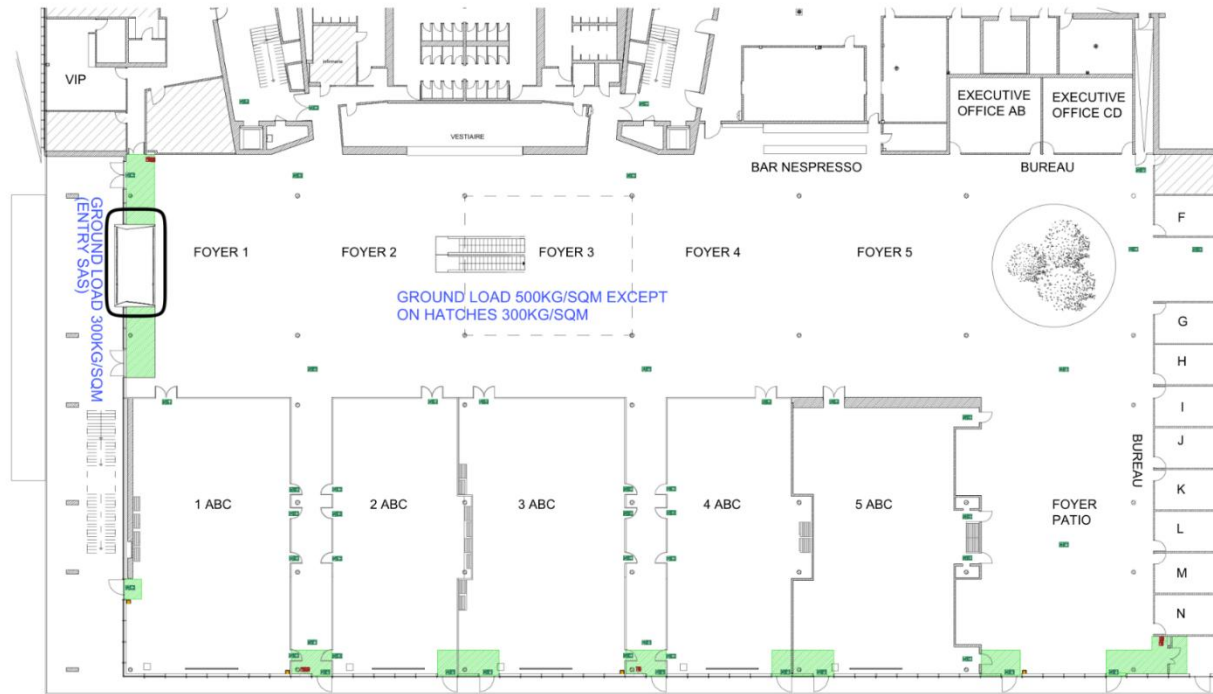 VIP
VESTIAIRE
EXECUTIVE
OFFICE AB
EXECUTIVE
OFFICE CD
BAR NESPRESSO
BUREAU
GROUND LOAD 300KG/SQM
(ENTRY SAS)
FOYER 1
FOYER 2
FOYER 3
FOYER 4
FOYER 5
GROUND LOAD 500KG/SQM EXCEPT
ON HATCHES 300KG/SQM
F
G
H
I
J
K
L
M
N
BUREAU
1 ABC
2 ABC
3 ABC
4 ABC
5 ABC
FOYER
PATIO